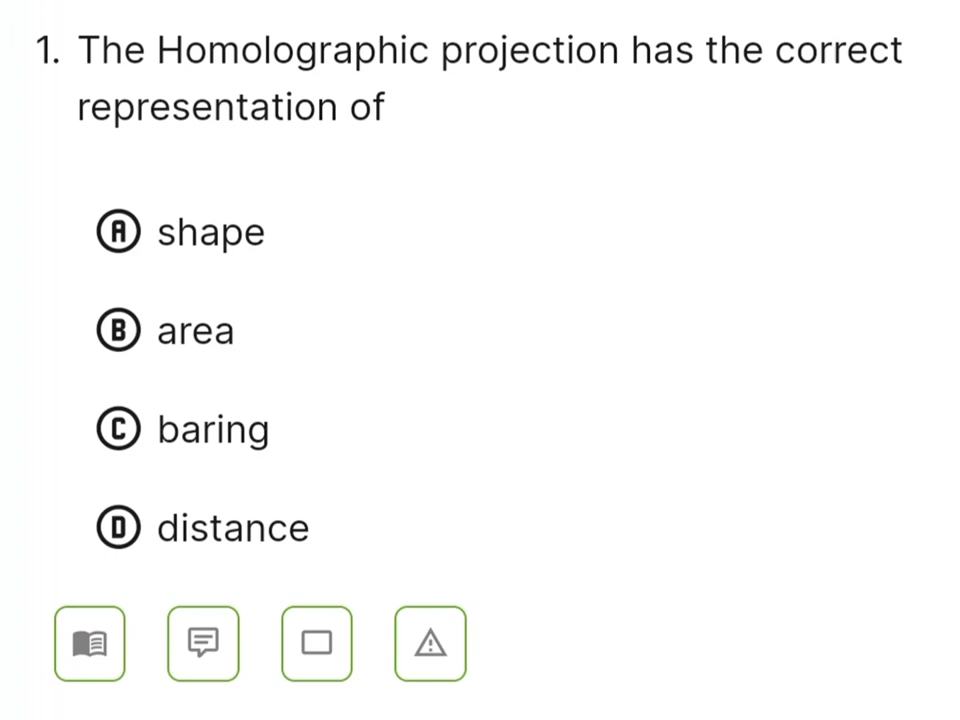 1. The Homolographic projection has the correct
representation of
A shape
B area
C baring
D distance